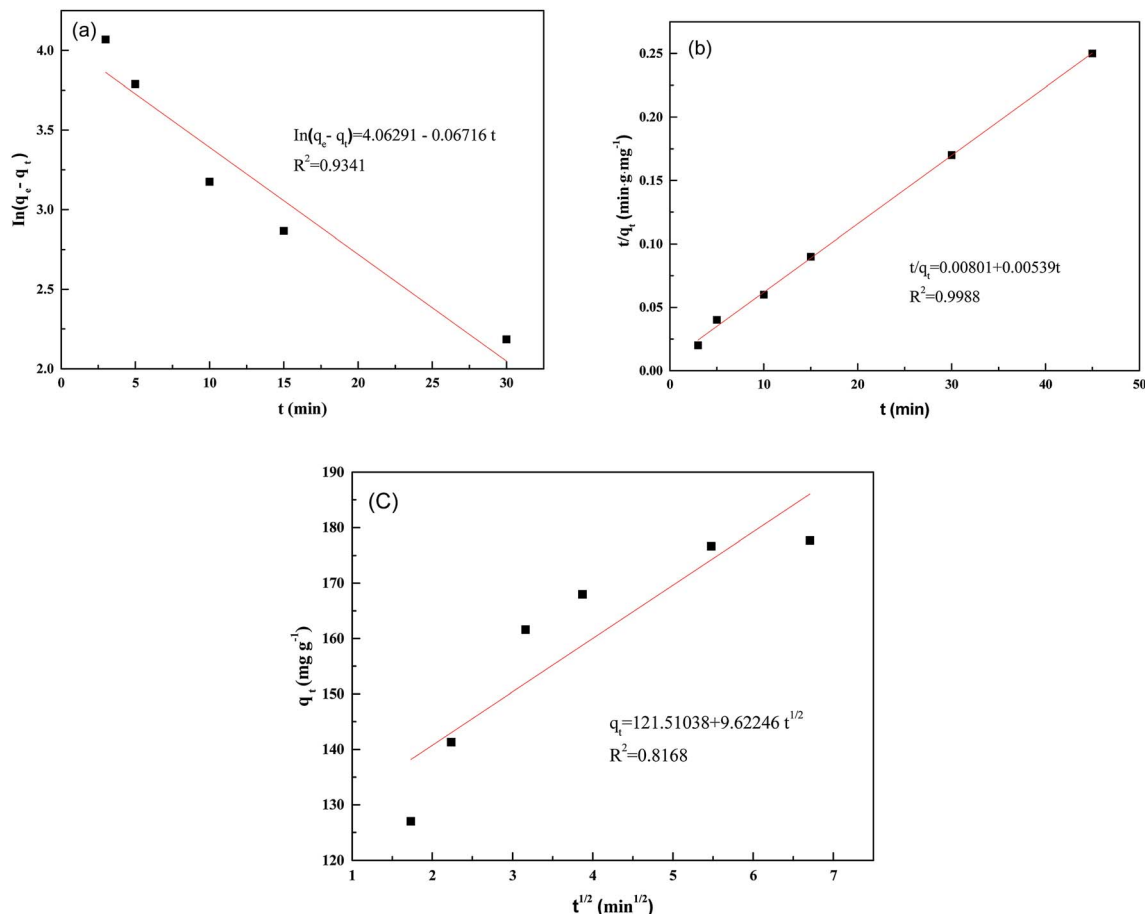 (a)
4.0
3.5
3.0
2.5
2.0
In(qₑ - qₜ)
In(qₑ- qₜ)=4.06291 - 0.06716 t
R²=0.9341
0 5 10 15 20 25 30
t (min)
(b)
0.25
0.20
0.15
0.10
0.05
0.00
t/qₜ (min·g·mg⁻¹)
t/qₜ=0.00801+0.00539t
R²=0.9988
0 10 20 30 40 50
t (min)
(C)
190
180
170
160
150
140
130
120
qₜ (mg g⁻¹)
qₜ=121.51038+9.62246 t¹/²
R²=0.8168
1 2 3 4 5 6 7
t¹/² (min¹/²)